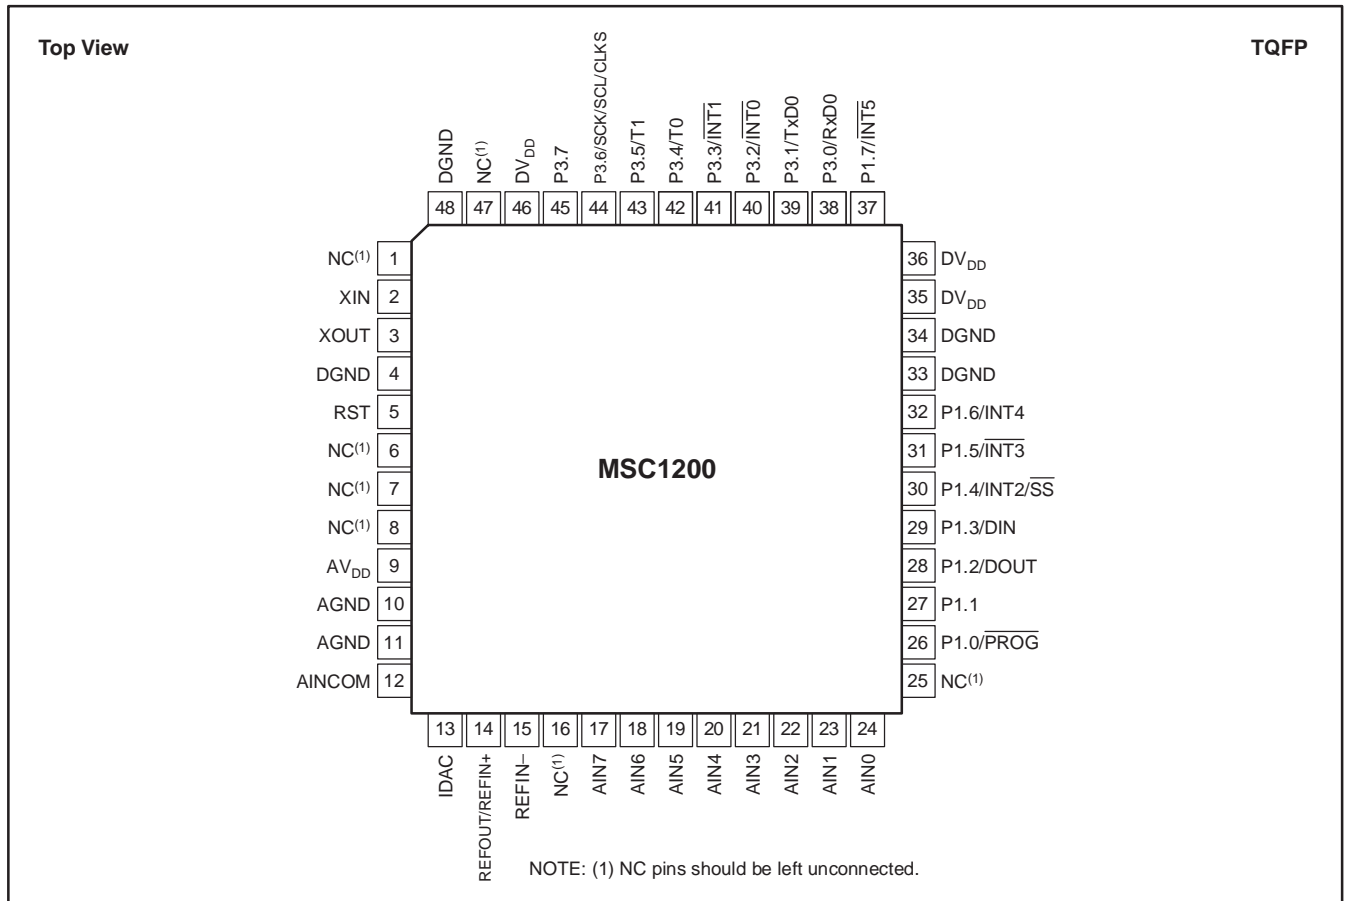 Top View
TQFP
DGND
NC(1)
DVDD
P3.7
P3.6/SCK/SCL/CLKS
P3.5/T1
P3.4/T0
P3.3/INT1
P3.2/INT0
P3.1/TxD0
P3.0/RxD0
P1.7/INT5
48 47 46 45 44 43 42 41 40 39 38 37
NC(1) 1
XIN 2
XOUT 3
DGND 4
RST 5
NC(1) 6
NC(1) 7
NC(1) 8
AVDD 9
AGND 10
AGND 11
AINCOM 12
MSC1200
36 DVDD
35 DVDD
34 DGND
33 DGND
32 P1.6/INT4
31 P1.5/INT3
30 P1.4/INT2/SS
29 P1.3/DIN
28 P1.2/DOUT
27 P1.1
26 P1.0/PROG
25 NC(1)
13 14 15 16 17 18 19 20 21 22 23 24
IDAC
REFOUT/REFIN+
REFIN–
NC(1)
AIN7
AIN6
AIN5
AIN4
AIN3
AIN2
AIN1
AIN0
NOTE: (1) NC pins should be left unconnected.